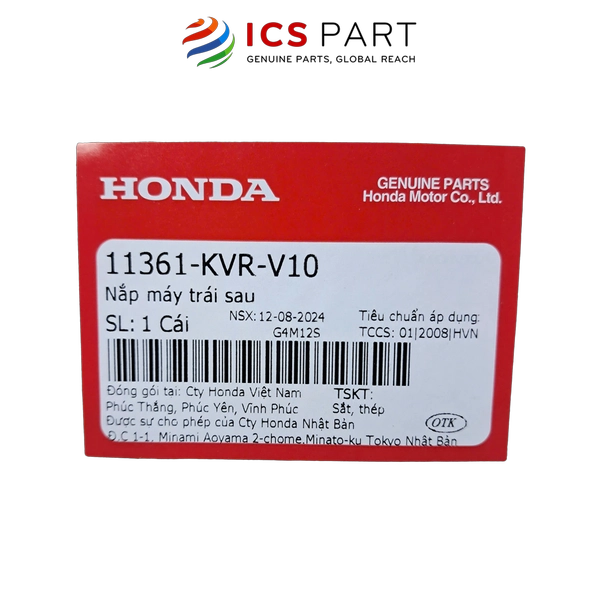 ICS PART
GENUINE PARTS, GLOBAL REACH
HONDA
GENUINE PARTS
Honda Motor Co., Ltd.
11361-KVR-V10
Nắp máy trái sau
SL: 1 Cái
NSX: 12-08-2024
G4M12S
Tiêu chuẩn áp dụng:
TCCS: 01|2008|HVN
Đóng gói tại: Cty Honda Việt Nam
Phúc Thắng, Phúc Yên, Vĩnh Phúc
TSKT:
Sắt, thép
Được sự cho phép của Cty Honda Nhật Bản
Đ.C 1-1, Minami Aoyama 2-chome,Minato-ku Tokyo Nhật Bản
OTK